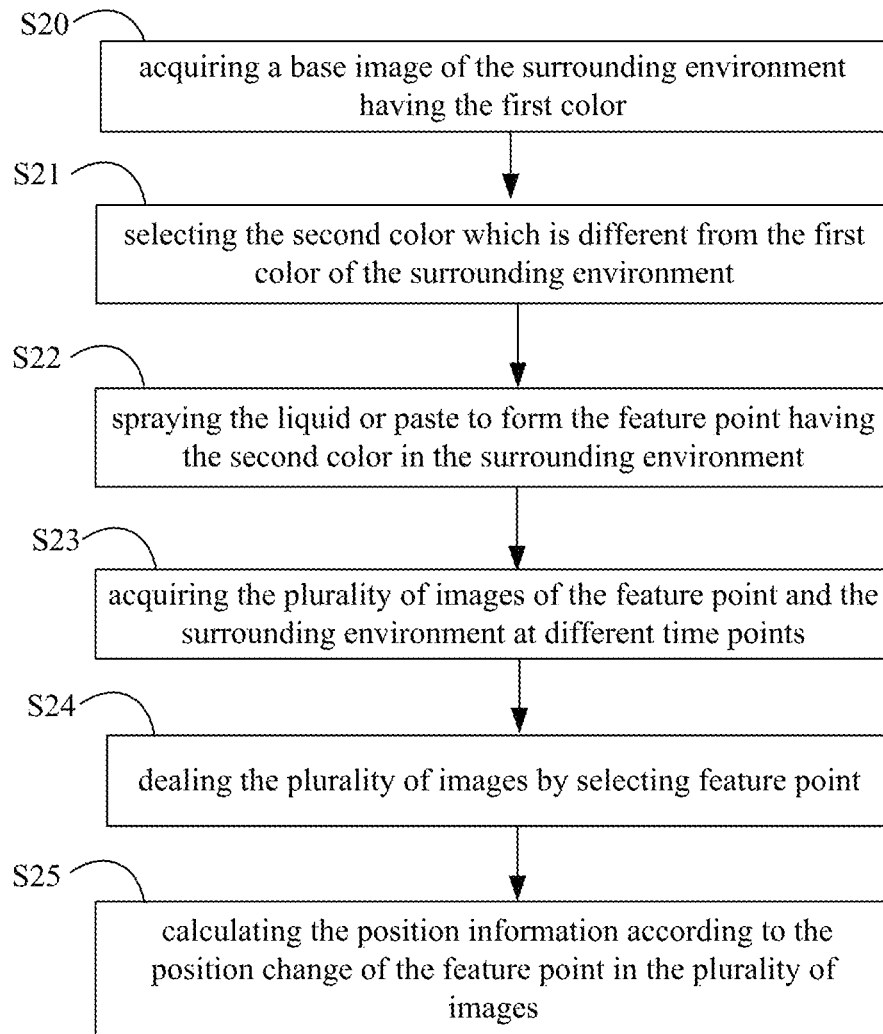 S20
acquiring a base image of the surrounding environment
having the first color
S21
selecting the second color which is different from the first
color of the surrounding environment
S22
spraying the liquid or paste to form the feature point having
the second color in the surrounding environment
S23
acquiring the plurality of images of the feature point and the
surrounding environment at different time points
S24
dealing the plurality of images by selecting feature point
S25
calculating the position information according to the
position change of the feature point in the plurality of
images